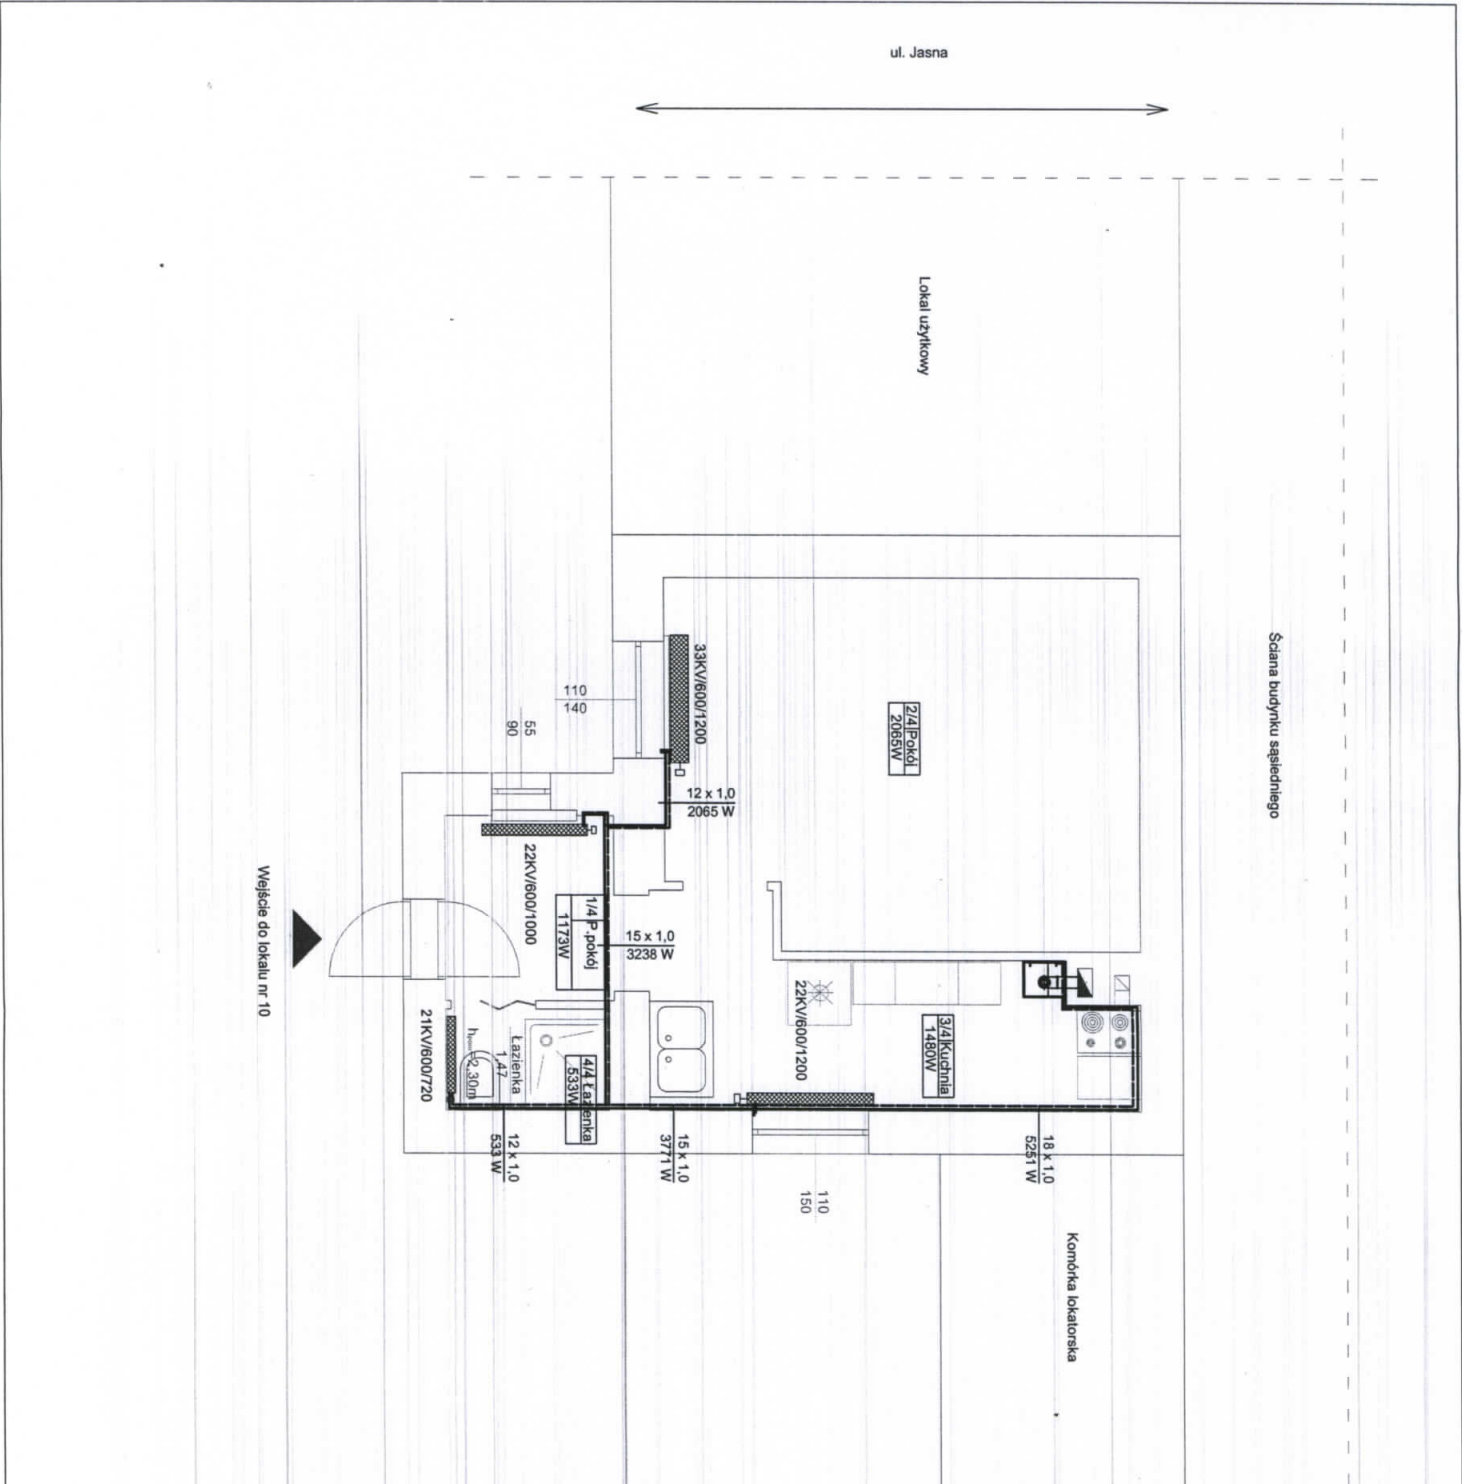 ul. Jasna
Lokal użytkowy
Ściana budynku sąsiedniego
33KV/600/1200
2/4 Pokój
2065W
110
140
55
90
12 x 1,0
2065 W
22KV/600/1000
1/4 P.pokój
1173W
15 x 1,0
3238 W
Wejście do lokalu nr 10
22KV/600/1200
3/4 Kuchnia
1480W
21KV/600/720
Łazienka
1,47
4/4 Łazienka
533W
12 x 1,0
533 W
15 x 1,0
3771 W
18 x 1,0
5251 W
110
150
Komórka lokatorska